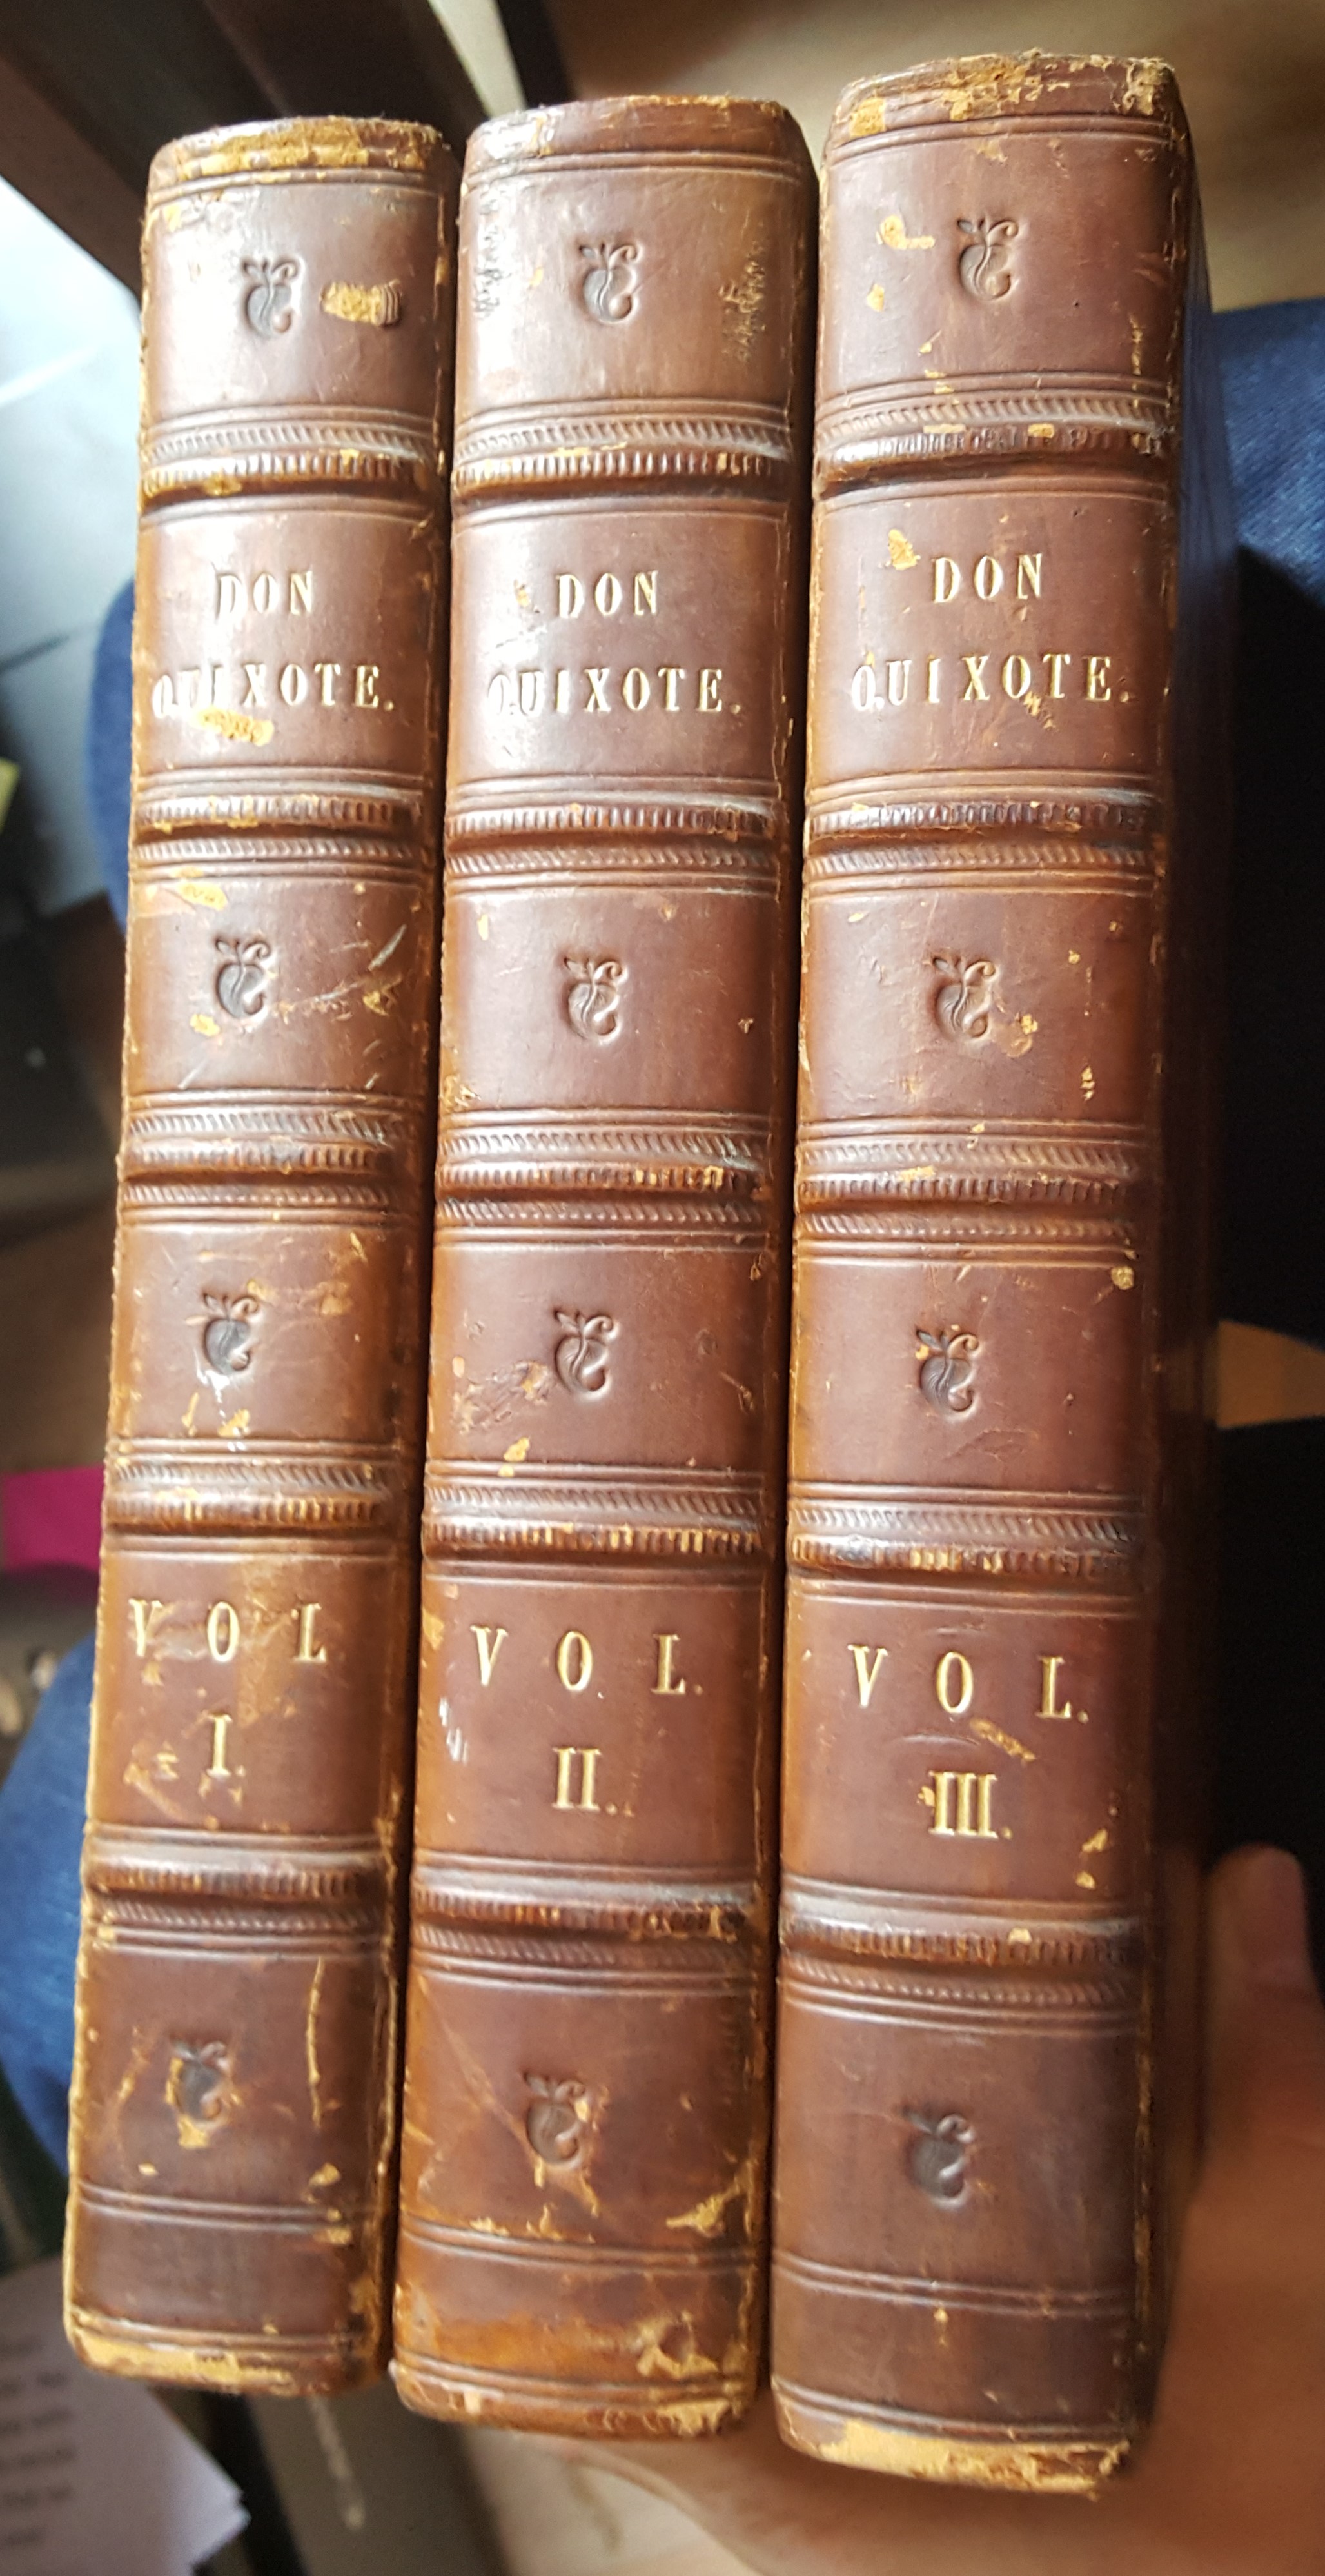 DON
QUIXOTE.
VOL
I.
DON
QUIXOTE.
VOL.
II.
DON
QUIXOTE.
VOL.
III.